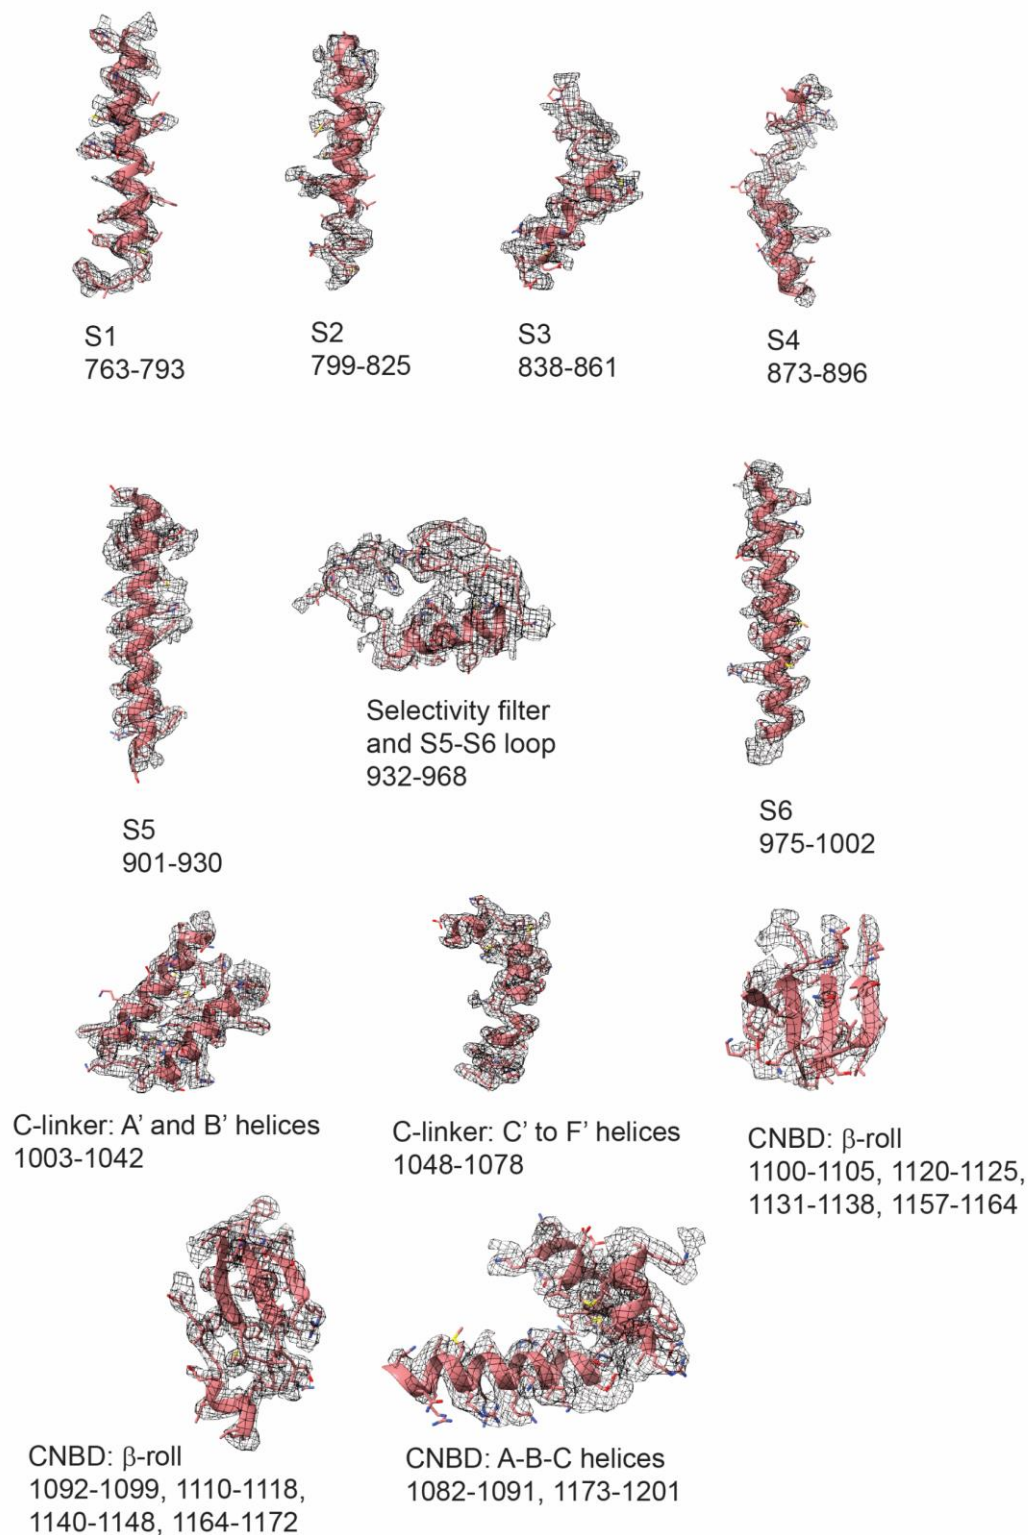 S1
763-793
S2
799-825
S3
838-861
S4
873-896
S5
901-930
Selectivity filter
and S5-S6 loop
932-968
S6
975-1002
C-linker: A’ and B’ helices
1003-1042
C-linker: C’ to F’ helices
1048-1078
CNBD: β-roll
1100-1105, 1120-1125,
1131-1138, 1157-1164
CNBD: β-roll
1092-1099, 1110-1118,
1140-1148, 1164-1172
CNBD: A-B-C helices
1082-1091, 1173-1201